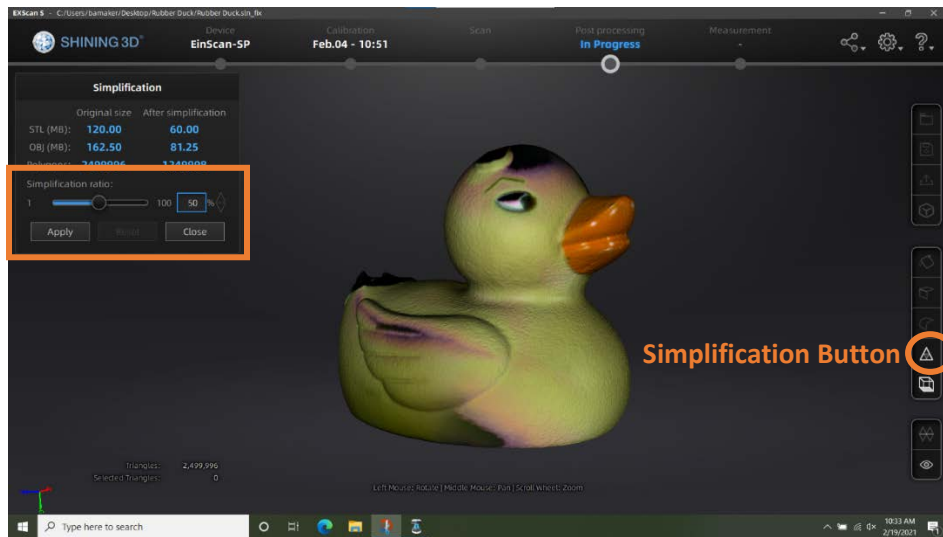 EXScan S - C:/Users/bamaker/Desktop/Rubber Duck/Rubber Duck.sln_fix
SHINING 3D®
Device
EinScan-SP
Calibration
Feb.04 - 10:51
Scan
Post processing
In Progress
Measurement
-
Simplification
Original size After simplification
STL (MB): 120.00 60.00
OBJ (MB): 162.50 81.25
Polygons: 2499996 1249998
Simplification ratio:
1 100 50 %
Apply Reset Close
Simplification Button
Triangles: 2,499,996
Selected Triangles: 0
Left Mouse: Rotate | Middle Mouse: Pan | Scroll Wheel: Zoom
Type here to search
10:33 AM
2/19/2021